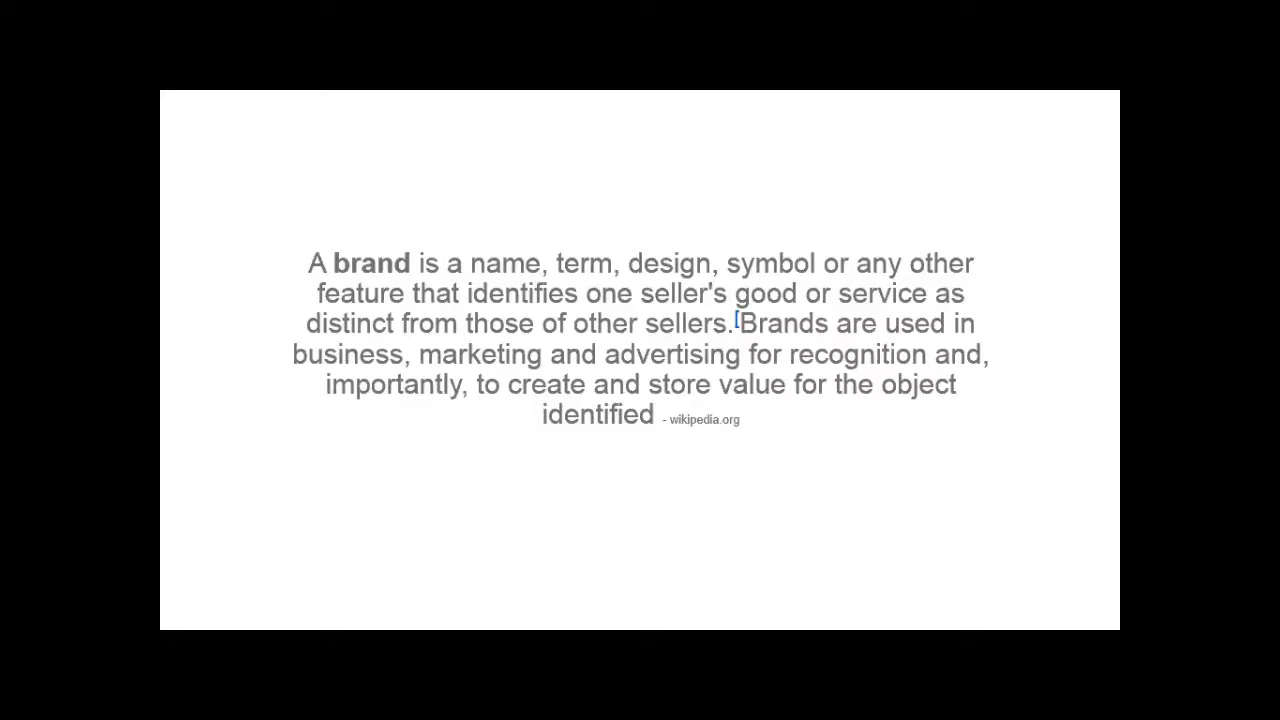 A brand is a name, term, design, symbol or any other
feature that identifies one seller's good or service as
distinct from those of other sellers.[Brands are used in
business, marketing and advertising for recognition and,
importantly, to create and store value for the object
identified - wikipedia.org